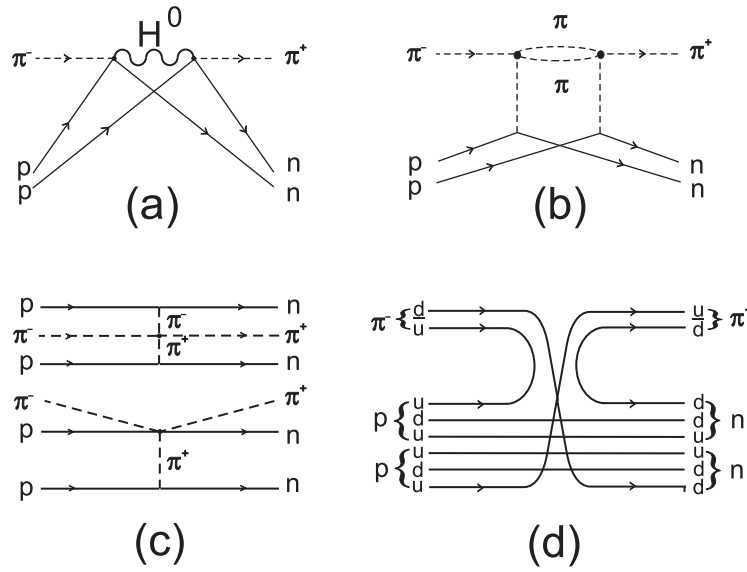 H⁰
π⁻ π⁺
p n
p n
(a)
π
π⁻ π⁺
π
p n
p n
(b)
p n
π⁻
π⁻ π⁺
π⁺
p n
π⁻ π⁺
p n
π⁺
p n
(c)
π⁻ { d u } π
u̅ d̅
u d
p { d d } n
u u
u u
p { d d } n
u d
(d)